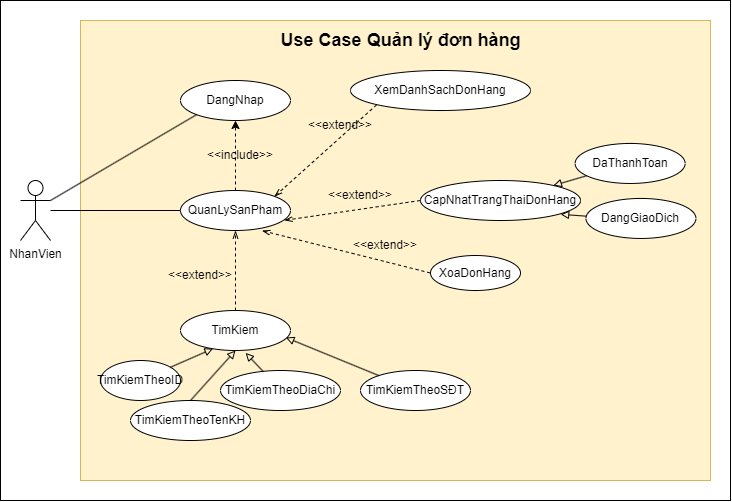 Use Case Quản lý đơn hàng
DangNhap
XemDanhSachDonHang
<<extend>>
<<include>>
DaThanhToan
<<extend>>
CapNhatTrangThaiDonHang
QuanLySanPham
DangGiaoDich
NhanVien
<<extend>>
XoaDonHang
<<extend>>
TimKiem
TimKiemTheoID
TimKiemTheoDiaChi
TimKiemTheoSĐT
TimKiemTheoTenKH